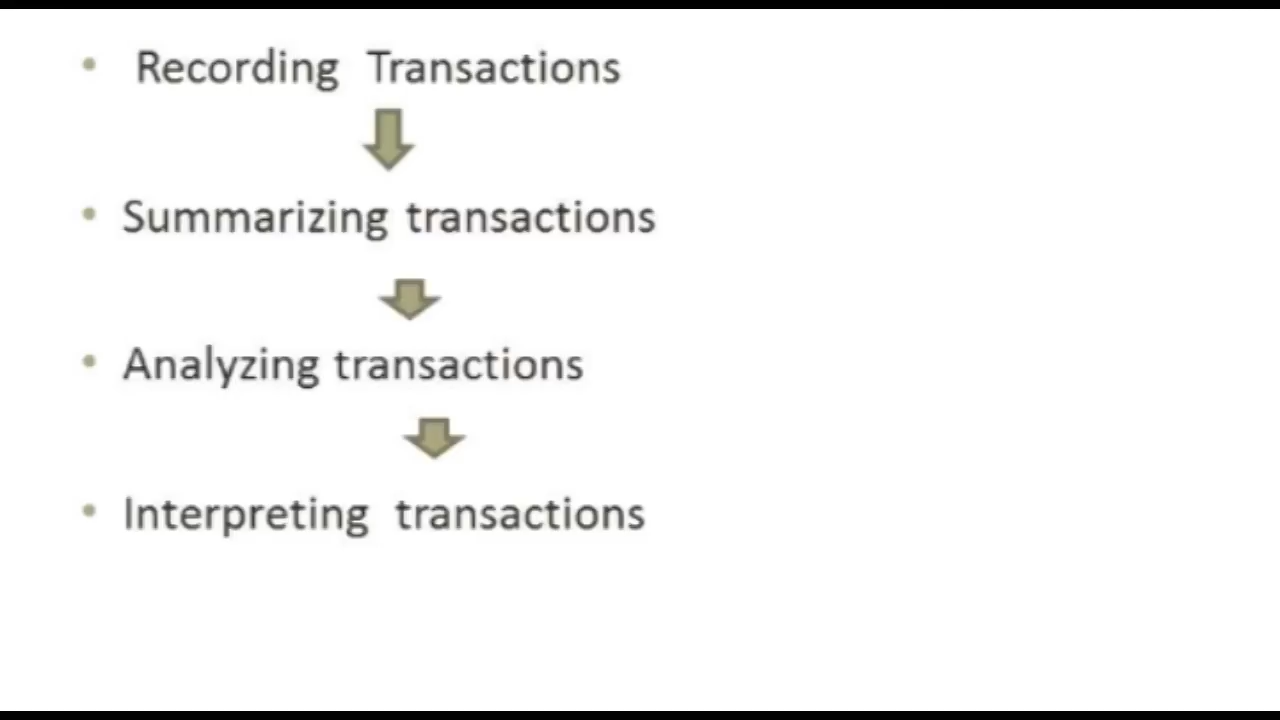 • Recording Transactions
• Summarizing transactions
• Analyzing transactions
• Interpreting transactions